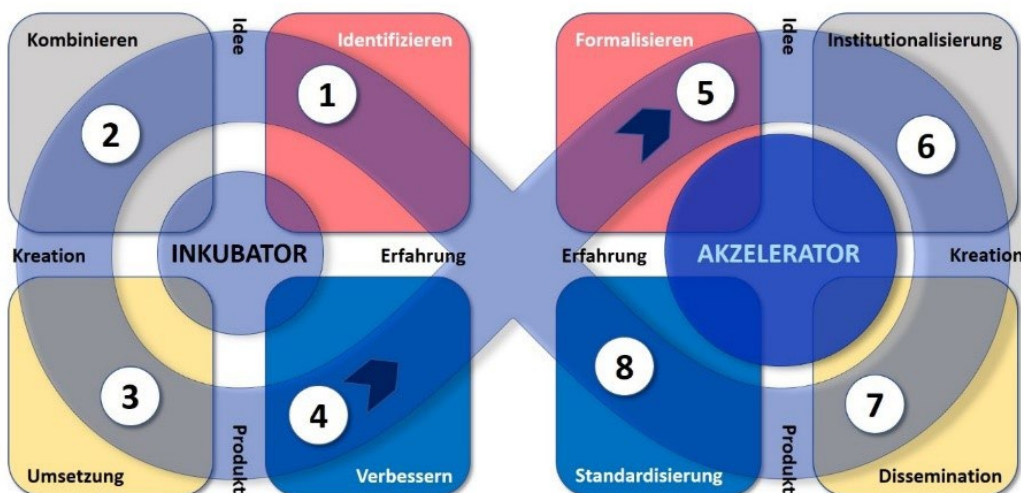 Kombinieren
Idee
Identifizieren
Formalisieren
Idee
Institutionalisierung
1
5
2
6
Kreation
INKUBATOR
Erfahrung
Erfahrung
AKZELERATOR
Kreation
3
4
8
7
Umsetzung
Produkt
Verbessern
Standardisierung
Produkt
Dissemination